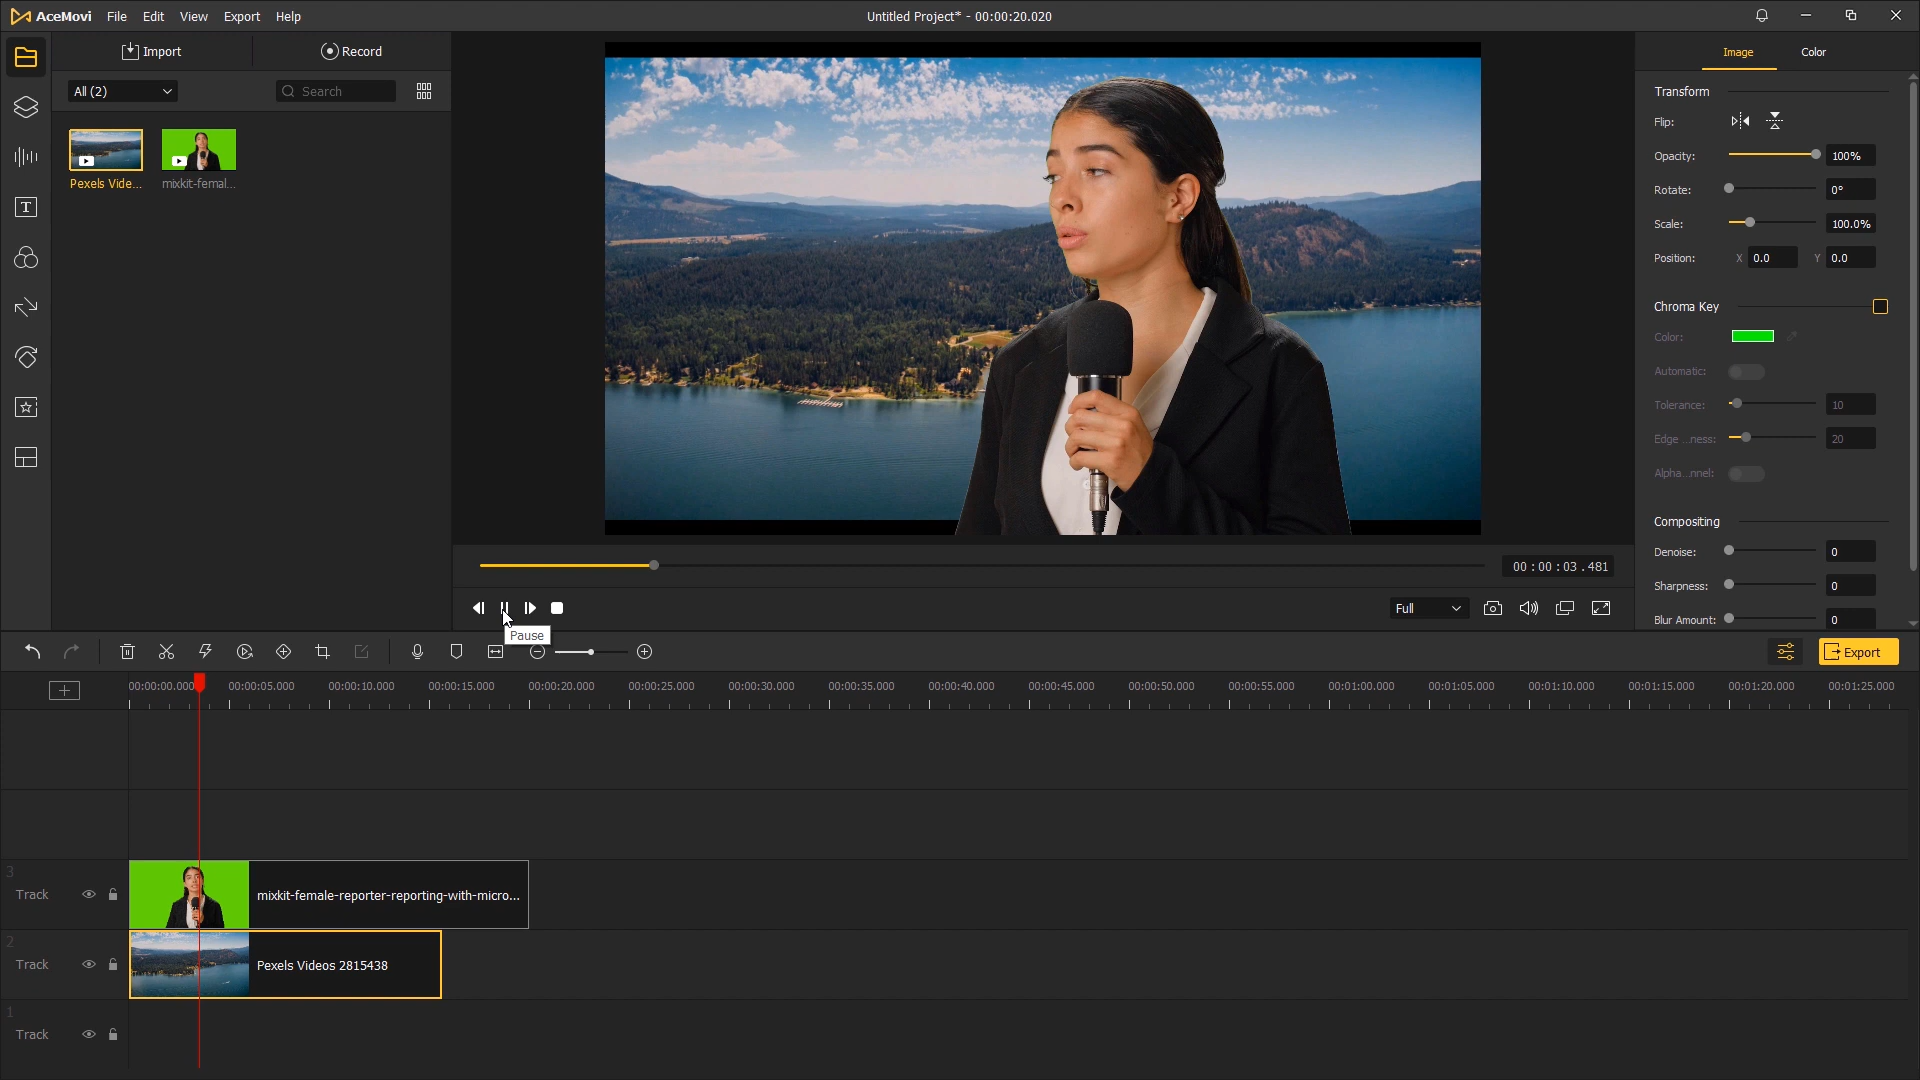 AceMovi File Edit View Export Help
Untitled Project* - 00:00:20.020
Import
Record
All (2)
Search
Pexels Vide...
mixkit-femal...
00 : 00 : 03 . 481
Full
Pause
Image
Color
Transform
Flip:
Opacity: 100%
Rotate: 0°
Scale: 100.0%
Position: X 0.0 Y 0.0
Chroma Key
Color:
Automatic:
Tolerance: 10
Edge ...ness: 20
Alpha...nnel:
Compositing
Denoise: 0
Sharpness: 0
Blur Amount: 0
Export
00:00:00.000 00:00:05.000 00:00:10.000 00:00:15.000 00:00:20.000 00:00:25.000 00:00:30.000 00:00:35.000 00:00:40.000 00:00:45.000 00:00:50.000 00:00:55.000 00:01:00.000 00:01:05.000 00:01:10.000 00:01:15.000 00:01:20.000 00:01:25.000
3
Track
mixkit-female-reporter-reporting-with-micro...
2
Track
Pexels Videos 2815438
1
Track